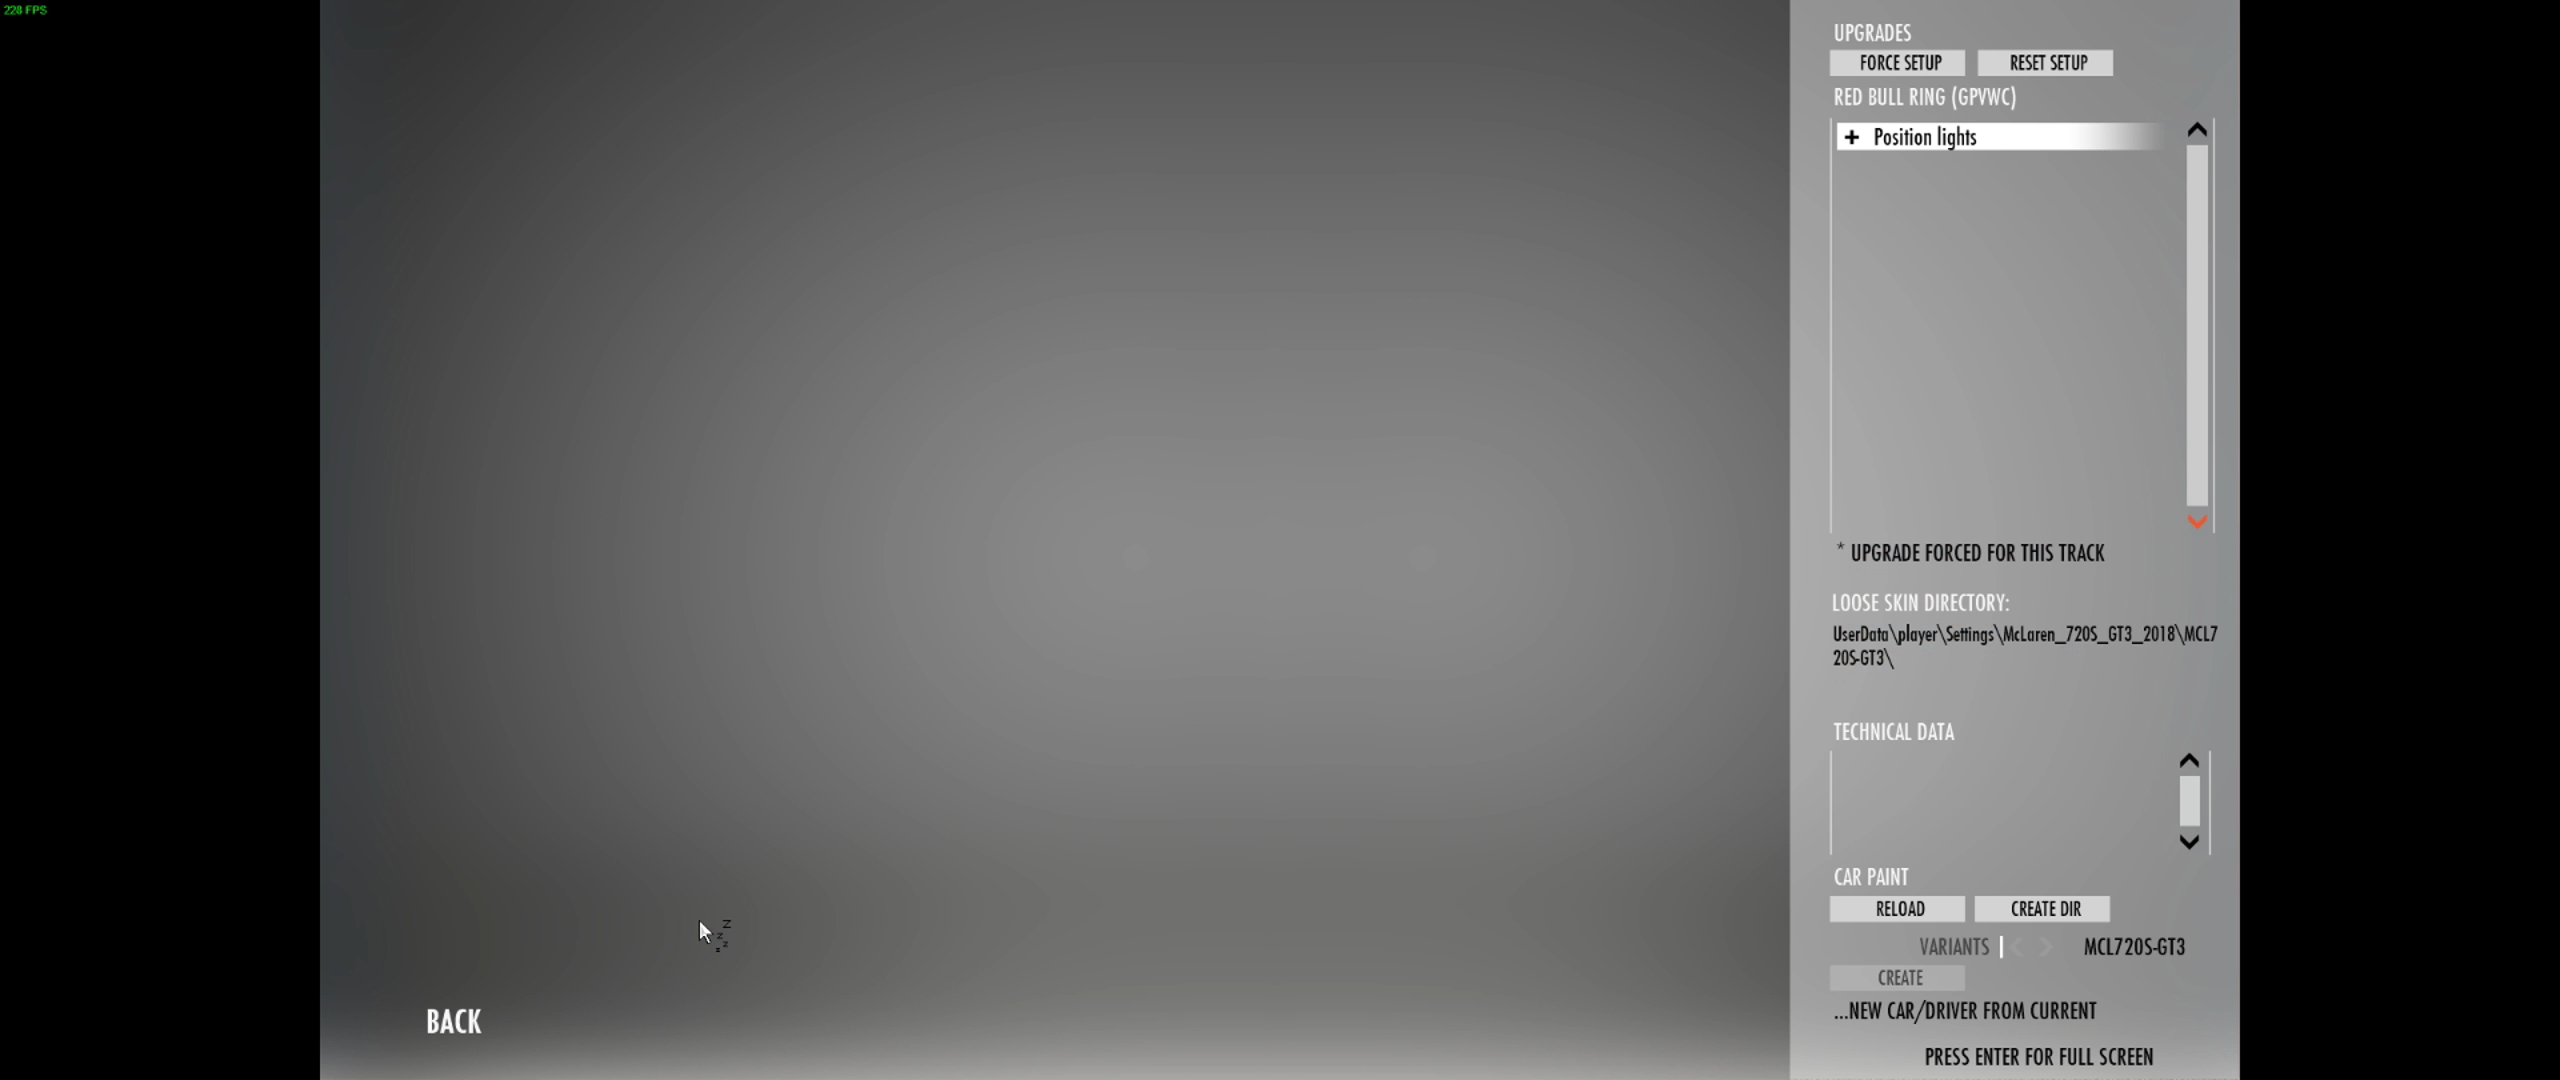 228 FPS
UPGRADES
FORCE SETUP RESET SETUP
RED BULL RING (GPVWC)
+ Position lights
* UPGRADE FORCED FOR THIS TRACK
LOOSE SKIN DIRECTORY:
UserData\player\Settings\McLaren_720S_GT3_2018\MCL7
20S-GT3\
TECHNICAL DATA
CAR PAINT
RELOAD CREATE DIR
VARIANTS MCL720S-GT3
CREATE
...NEW CAR/DRIVER FROM CURRENT
BACK
PRESS ENTER FOR FULL SCREEN